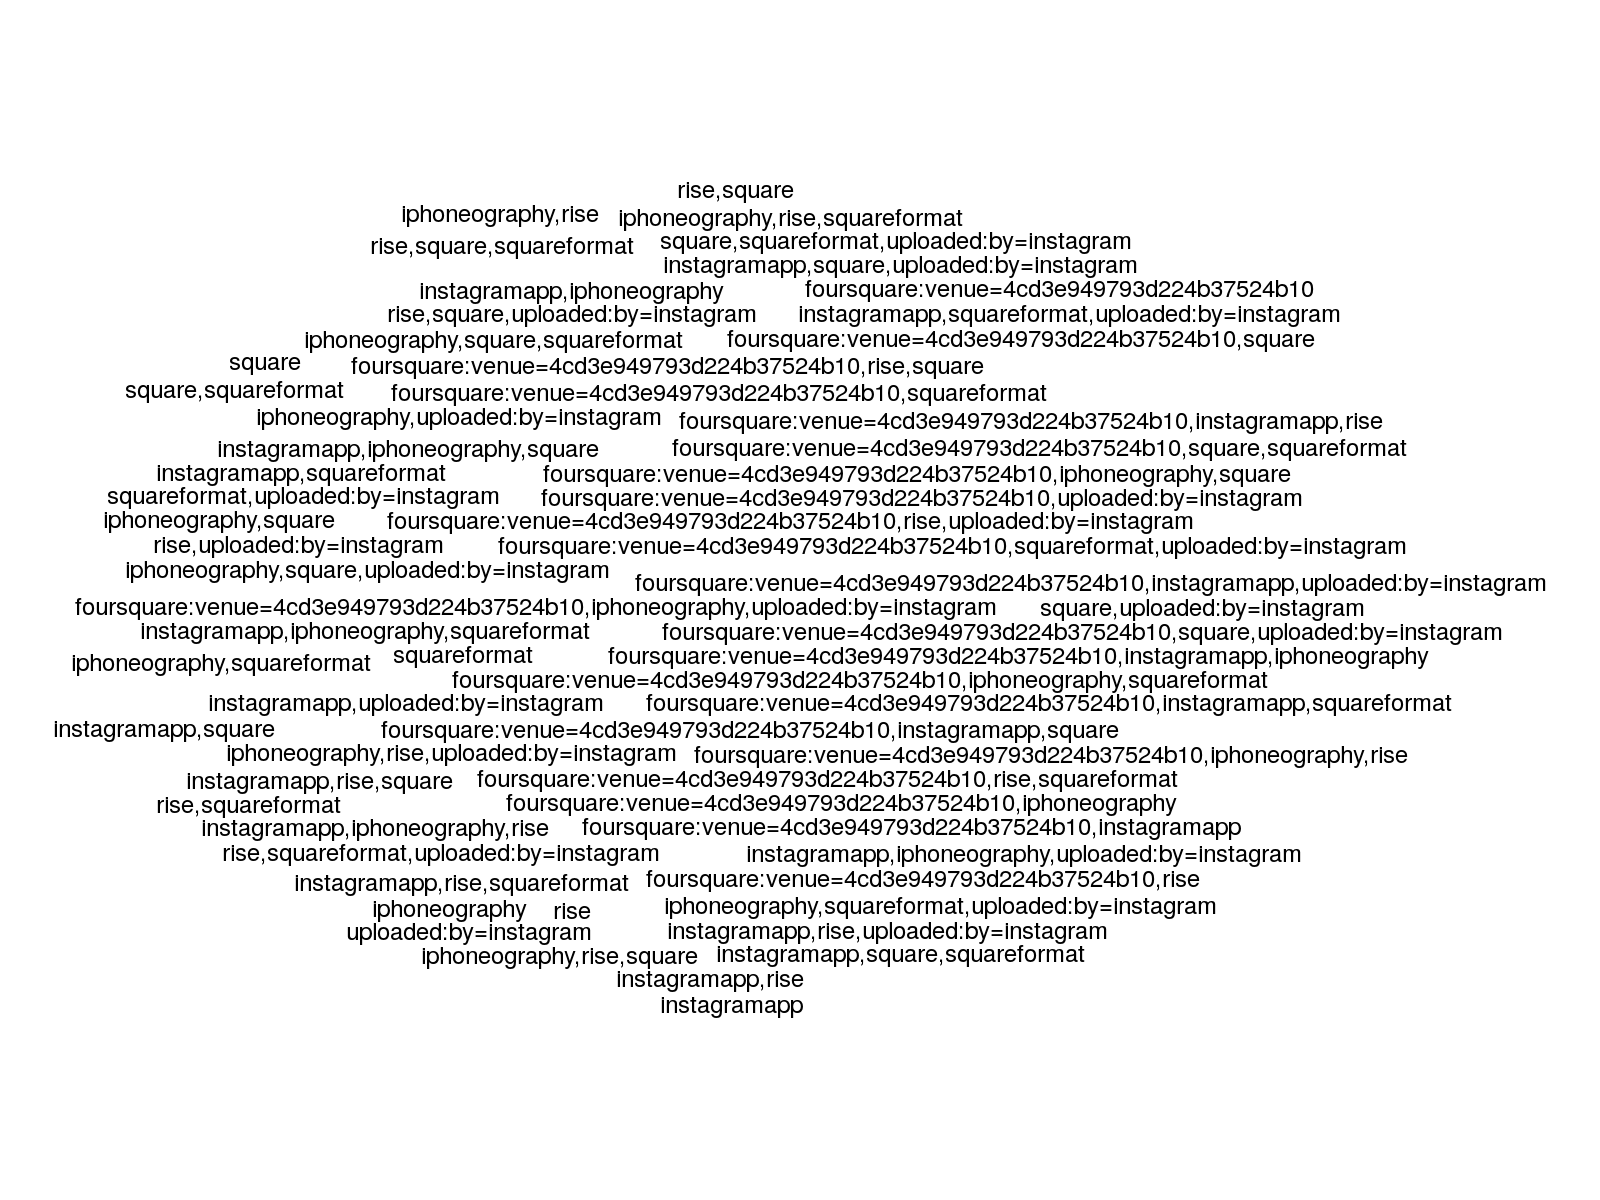 rise,square
iphoneography,rise iphoneography,rise,squareformat
rise,square,squareformat square,squareformat,uploaded:by=instagram
instagramapp,square,uploaded:by=instagram
instagramapp,iphoneography foursquare:venue=4cd3e949793d224b37524b10
rise,square,uploaded:by=instagram instagramapp,squareformat,uploaded:by=instagram
iphoneography,square,squareformat foursquare:venue=4cd3e949793d224b37524b10,square
square foursquare:venue=4cd3e949793d224b37524b10,rise,square
square,squareformat foursquare:venue=4cd3e949793d224b37524b10,squareformat
iphoneography,uploaded:by=instagram foursquare:venue=4cd3e949793d224b37524b10,instagramapp,rise
instagramapp,iphoneography,square foursquare:venue=4cd3e949793d224b37524b10,square,squareformat
instagramapp,squareformat foursquare:venue=4cd3e949793d224b37524b10,iphoneography,square
squareformat,uploaded:by=instagram foursquare:venue=4cd3e949793d224b37524b10,uploaded:by=instagram
iphoneography,square foursquare:venue=4cd3e949793d224b37524b10,rise,uploaded:by=instagram
rise,uploaded:by=instagram foursquare:venue=4cd3e949793d224b37524b10,squareformat,uploaded:by=instagram
iphoneography,square,uploaded:by=instagram foursquare:venue=4cd3e949793d224b37524b10,instagramapp,uploaded:by=instagram
foursquare:venue=4cd3e949793d224b37524b10,iphoneography,uploaded:by=instagram square,uploaded:by=instagram
instagramapp,iphoneography,squareformat foursquare:venue=4cd3e949793d224b37524b10,square,uploaded:by=instagram
iphoneography,squareformat squareformat foursquare:venue=4cd3e949793d224b37524b10,instagramapp,iphoneography
foursquare:venue=4cd3e949793d224b37524b10,iphoneography,squareformat
instagramapp,uploaded:by=instagram foursquare:venue=4cd3e949793d224b37524b10,instagramapp,squareformat
instagramapp,square foursquare:venue=4cd3e949793d224b37524b10,instagramapp,square
iphoneography,rise,uploaded:by=instagram foursquare:venue=4cd3e949793d224b37524b10,iphoneography,rise
instagramapp,rise,square foursquare:venue=4cd3e949793d224b37524b10,rise,squareformat
rise,squareformat foursquare:venue=4cd3e949793d224b37524b10,iphoneography
instagramapp,iphoneography,rise foursquare:venue=4cd3e949793d224b37524b10,instagramapp
rise,squareformat,uploaded:by=instagram instagramapp,iphoneography,uploaded:by=instagram
instagramapp,rise,squareformat foursquare:venue=4cd3e949793d224b37524b10,rise
iphoneography rise iphoneography,squareformat,uploaded:by=instagram
uploaded:by=instagram instagramapp,rise,uploaded:by=instagram
iphoneography,rise,square instagramapp,square,squareformat
instagramapp,rise
instagramapp